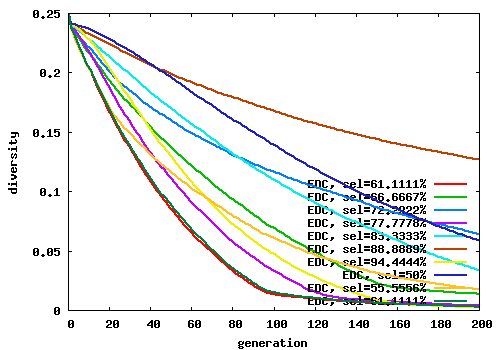 0.25
0.2
0.15
0.1
0.05
0
diversity
EDC, sel=61.1111%
EDC, sel=66.6667%
EDC, sel=72.2222%
EDC, sel=77.7778%
EDC, sel=83.3333%
EDC, sel=88.8889%
EDC, sel=94.4444%
EDC, sel=50%
EDC, sel=55.5556%
EDC, sel=61.1111%
0 20 40 60 80 100 120 140 160 180 200
generation